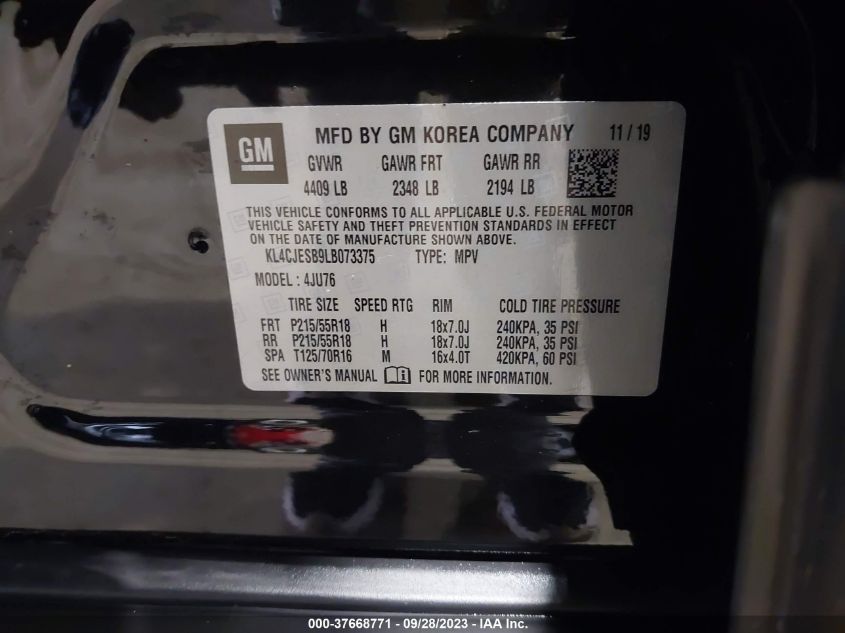 GM
MFD BY GM KOREA COMPANY 11 / 19
GVWR GAWR FRT GAWR RR
4409 LB 2348 LB 2194 LB
THIS VEHICLE CONFORMS TO ALL APPLICABLE U.S. FEDERAL MOTOR
VEHICLE SAFETY AND THEFT PREVENTION STANDARDS IN EFFECT
ON THE DATE OF MANUFACTURE SHOWN ABOVE.
KL4CJESB9LB073375 TYPE: MPV
MODEL : 4JU76
TIRE SIZE SPEED RTG RIM COLD TIRE PRESSURE
FRT P215/55R18 H 18x7.0J 240KPA, 35 PSI
RR P215/55R18 H 18x7.0J 240KPA, 35 PSI
SPA T125/70R16 M 16x4.0T 420KPA, 60 PSI
SEE OWNER'S MANUAL FOR MORE INFORMATION.
000-37668771 - 09/28/2023 - IAA Inc.